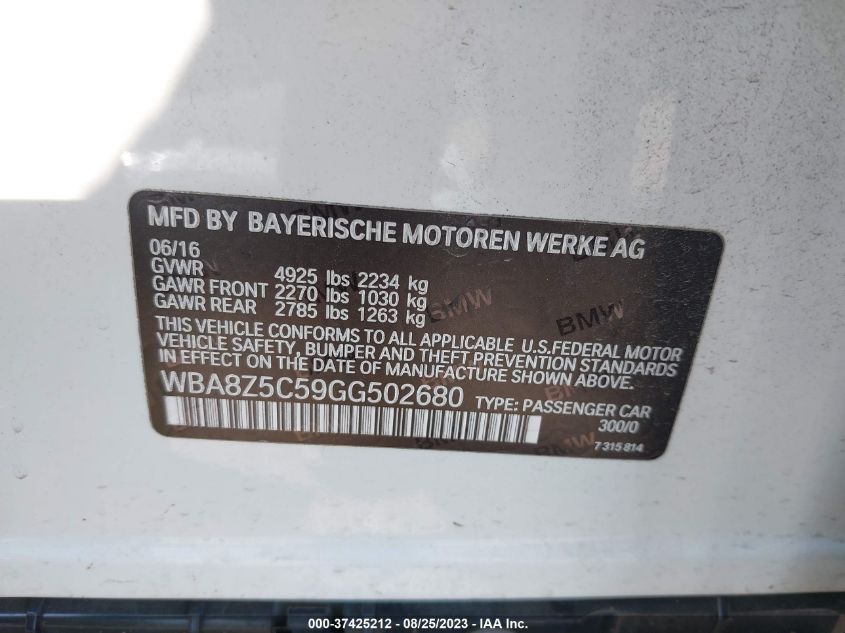 MFD BY BAYERISCHE MOTOREN WERKE AG
06/16
GVWR 4925 lbs 2234 kg
GAWR FRONT 2270 lbs 1030 kg
GAWR REAR 2785 lbs 1263 kg
THIS VEHICLE CONFORMS TO ALL APPLICABLE U.S.FEDERAL MOTOR
VEHICLE SAFETY, BUMPER AND THEFT PREVENTION STANDARDS
IN EFFECT ON THE DATE OF MANUFACTURE SHOWN ABOVE.
WBA8Z5C59GG502680 TYPE: PASSENGER CAR
300/0
7 315 814
BMW
BMW
BMW
000-37425212 - 08/25/2023 - IAA Inc.